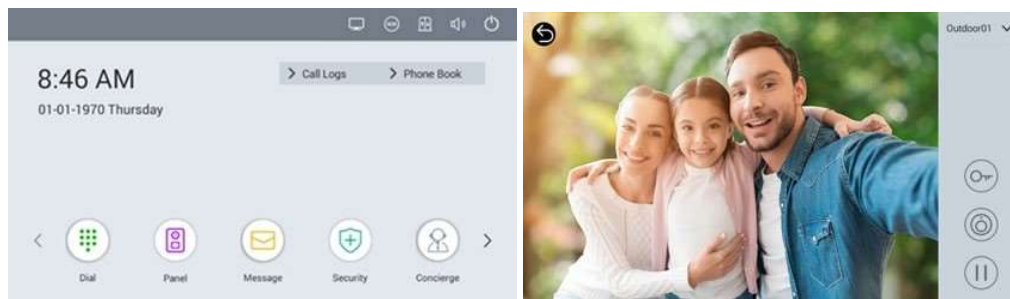 8:46 AM
01-01-1970 Thursday
Call Logs
Phone Book
Dial
Panel
Message
Security
Concierge
Outdoor01